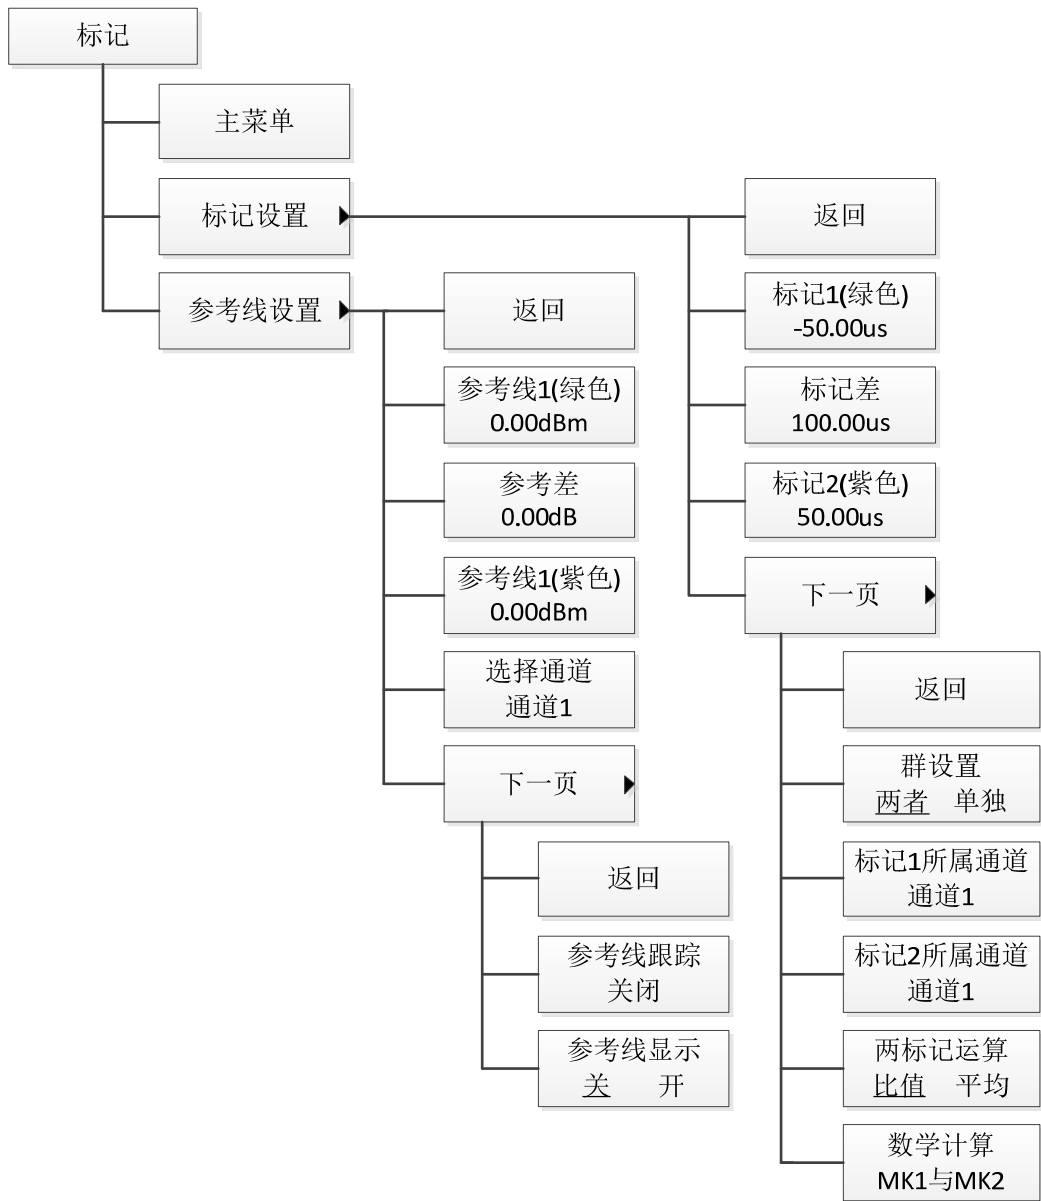 标记
主菜单
标记设置
参考线设置
返回
参考线1(绿色)
0.00dBm
参考差
0.00dB
参考线1(紫色)
0.00dBm
选择通道
通道1
下一页
返回
参考线跟踪
关闭
参考线显示
关 开
返回
标记1(绿色)
-50.00us
标记差
100.00us
标记2(紫色)
50.00us
下一页
返回
群设置
两者 单独
标记1所属通道
通道1
标记2所属通道
通道1
两标记运算
比值 平均
数学计算
MK1与MK2